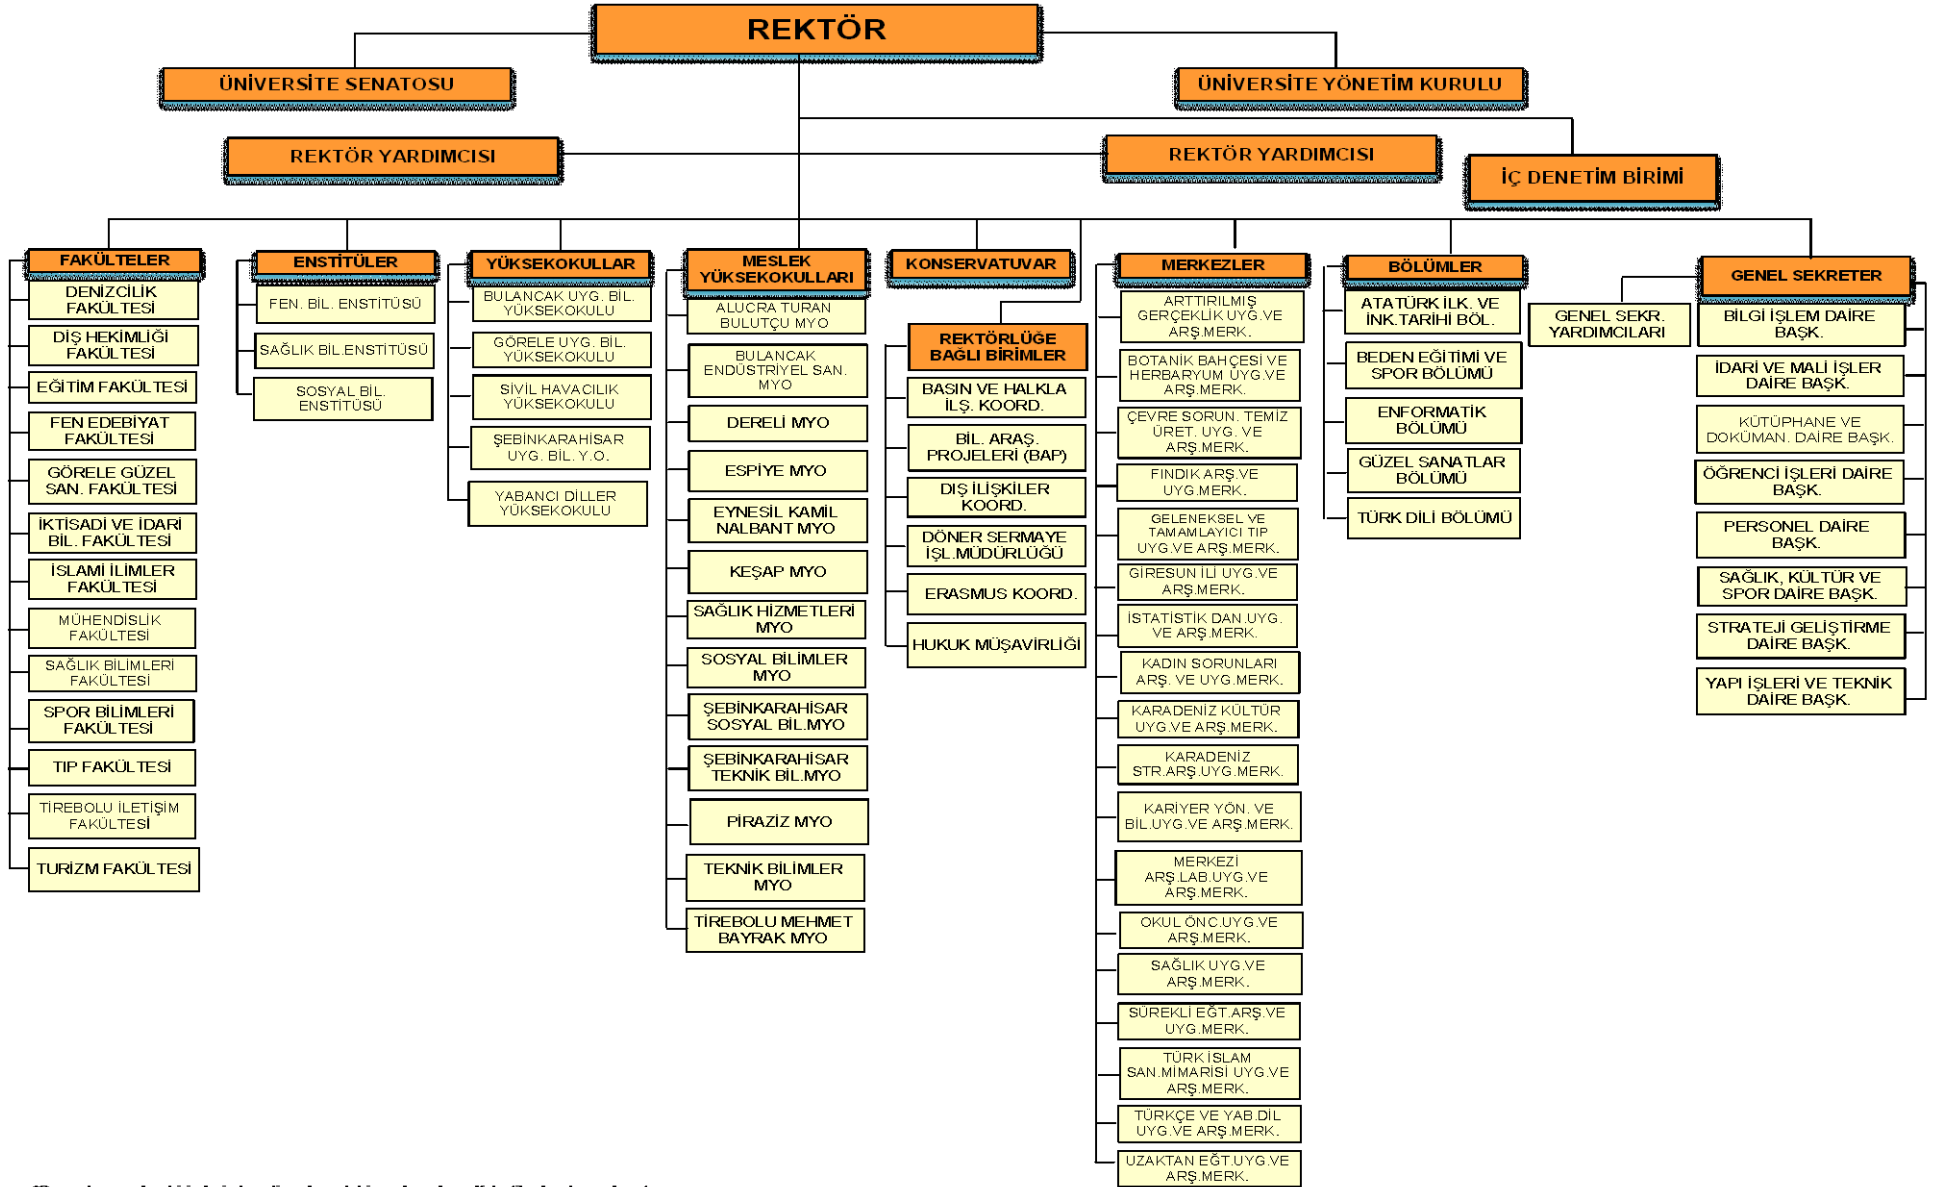 REKTÖR
ÜNİVERSİTE SENATOSU
ÜNİVERSİTE YÖNETİM KURULU
REKTÖR YARDIMCISI
REKTÖR YARDIMCISI
İÇ DENETİM BİRİMİ
FAKÜLTELER
DENİZCİLİK
FAKÜLTESİ
DİŞ HEKİMLİĞİ
FAKÜLTESİ
EĞİTİM FAKÜLTESİ
FEN EDEBİYAT
FAKÜLTESİ
GÖRELE GÜZEL
SAN. FAKÜLTESİ
İKTİSADİ VE İDARİ
BİL. FAKÜLTESİ
İSLAMİ İLİMLER
FAKÜLTESİ
MÜHENDİSLİK
FAKÜLTESİ
SAĞLIK BİLİMLERİ
FAKÜLTESİ
SPOR BİLİMLERİ
FAKÜLTESİ
TIP FAKÜLTESİ
TİREBOLU İLETİŞİM
FAKÜLTESİ
TURİZM FAKÜLTESİ
ENSTİTÜLER
FEN. BİL. ENSTİTÜSÜ
SAĞLIK BİL.ENSTİTÜSÜ
SOSYAL BİL.
ENSTİTÜSÜ
YÜKSEKOKULLAR
BULANCAK UYG. BİL.
YÜKSEKOKULU
GÖRELE UYG. BİL.
YÜKSEKOKULU
SİVİL HAVACILIK
YÜKSEKOKULU
ŞEBİNKARAHİSAR
UYG. BİL. Y.O.
YABANCI DİLLER
YÜKSEKOKULU
MESLEK
YÜKSEKOKULLARI
ALUCRA TURAN
BULUTÇU MYO
BULANCAK
ENDÜSTRİYEL SAN.
MYO
DERELİ MYO
ESPİYE MYO
EYNESİL KAMİL
NALBANT MYO
KEŞAP MYO
SAĞLIK HİZMETLERİ
MYO
SOSYAL BİLİMLER
MYO
ŞEBİNKARAHİSAR
SOSYAL BİL.MYO
ŞEBİNKARAHİSAR
TEKNİK BİL.MYO
PİRAZİZ MYO
TEKNİK BİLİMLER
MYO
TİREBOLU MEHMET
BAYRAK MYO
KONSERVATUVAR
REKTÖRLÜĞE
BAĞLI BİRİMLER
BASIN VE HALKLA
İLŞ. KOORD.
BİL. ARAŞ.
PROJELERİ (BAP)
DIŞ İLİŞKİLER
KOORD.
DÖNER SERMAYE
İŞL.MÜDÜRLÜĞÜ
ERASMUS KOORD.
HUKUK MÜŞAVİRLİĞİ
MERKEZLER
ARTTIRILMIŞ
GERÇEKLİK UYG.VE
ARŞ.MERK.
BOTANİK BAHÇESİ VE
HERBARYUM UYG.VE
ARŞ.MERK.
ÇEVRE SORUN. TEMİZ
ÜRET. UYG. VE
ARŞ.MERK.
FINDIK ARŞ.VE
UYG.MERK.
GELENEKSEL VE
TAMAMLAYICI TIP
UYG.VE ARŞ.MERK.
GİRESUN İLİ UYG.VE
ARŞ.MERK.
İSTATİSTİK DAN.UYG.
VE ARŞ.MERK.
KADIN SORUNLARI
ARŞ. VE UYG.MERK.
KARADENİZ KÜLTÜR
UYG.VE ARŞ.MERK.
KARADENİZ
STR.ARŞ.UYG.MERK.
KARİYER YÖN. VE
BİL.UYG.VE ARŞ.MERK.
MERKEZİ
ARŞ.LAB.UYG.VE
ARŞ.MERK.
OKUL ÖNC.UYG.VE
ARŞ.MERK.
SAĞLIK UYG.VE
ARŞ.MERK.
SÜREKLİ EĞT.ARŞ.VE
UYG.MERK.
TÜRK İSLAM
SAN.MİMARİSİ UYG.VE
ARŞ.MERK.
TÜRKÇE VE YAB.DİL
UYG.VE ARŞ.MERK.
UZAKTAN EĞT.UYG.VE
ARŞ.MERK.
BÖLÜMLER
ATATÜRK İLK. VE
İNK.TARİHİ BÖL.
BEDEN EĞİTİMİ VE
SPOR BÖLÜMÜ
ENFORMATİK
BÖLÜMÜ
GÜZEL SANATLAR
BÖLÜMÜ
TÜRK DİLİ BÖLÜMÜ
GENEL SEKRETER
GENEL SEKR.
YARDIMCILARI
BİLGİ İŞLEM DAİRE
BAŞK.
İDARİ VE MALİ İŞLER
DAİRE BAŞK.
KÜTÜPHANE VE
DOKÜMAN. DAİRE BAŞK.
ÖĞRENCİ İŞLERİ DAİRE
BAŞK.
PERSONEL DAİRE
BAŞK.
SAĞLIK, KÜLTÜR VE
SPOR DAİRE BAŞK.
STRATEJİ GELİŞTİRME
DAİRE BAŞK.
YAPI İŞLERİ VE TEKNİK
DAİRE BAŞK.